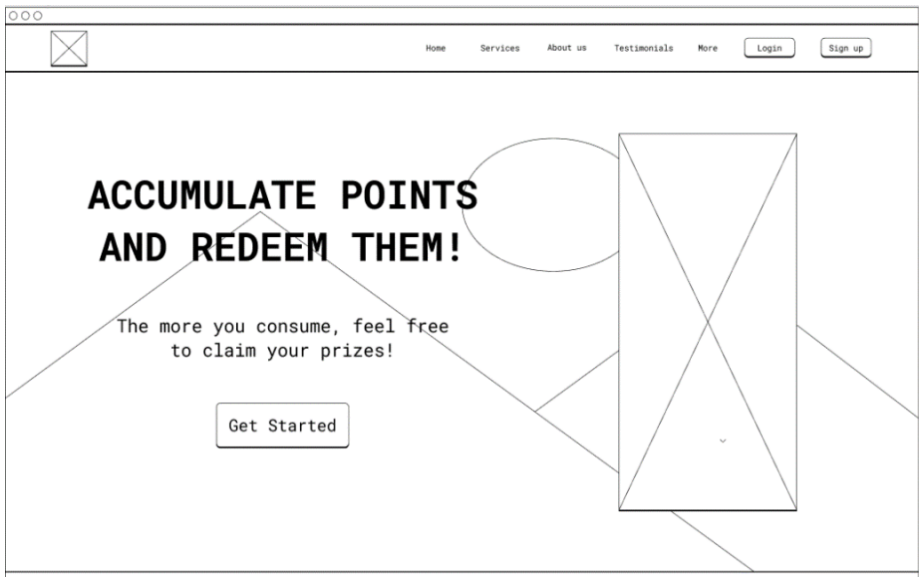 Home Services About us Testimonials More Login Sign up
ACCUMULATE POINTS
AND REDEEM THEM!
The more you consume, feel free
to claim your prizes!
Get Started